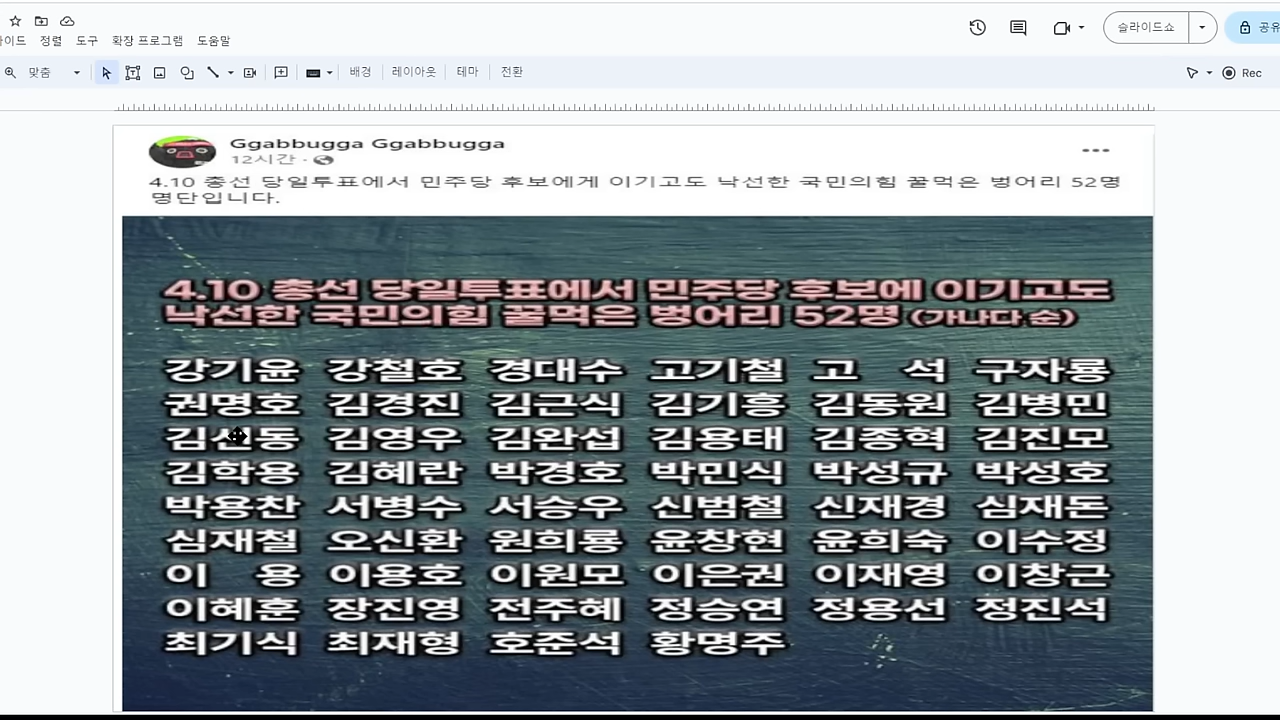 이드 정렬 도구 확장 프로그램 도움말
슬라이드쇼
공유
맞춤 배경 레이아웃 테마 전환 Rec
Ggabbugga Ggabbugga
12시간 ·
4.10 총선 당일투표에서 민주당 후보에게 이기고도 낙선한 국민의힘 꿀먹은 벙어리 52명
명단입니다.
4.10 총선 당일투표에서 민주당 후보에 이기고도
낙선한 국민의힘 꿀먹은 벙어리 52명 (가나다 순)
강기윤 강철호 경대수 고기철 고 석 구자룡
권명호 김경진 김근식 김기흥 김동원 김병민
김선동 김영우 김완섭 김용태 김종혁 김진모
김학용 김혜란 박경호 박민식 박성규 박성호
박용찬 서병수 서승우 신범철 신재경 심재돈
심재철 오신환 원희룡 윤창현 윤희숙 이수정
이 용 이용호 이원모 이은권 이재영 이창근
이혜훈 장진영 전주혜 정승연 정용선 정진석
최기식 최재형 호준석 황명주